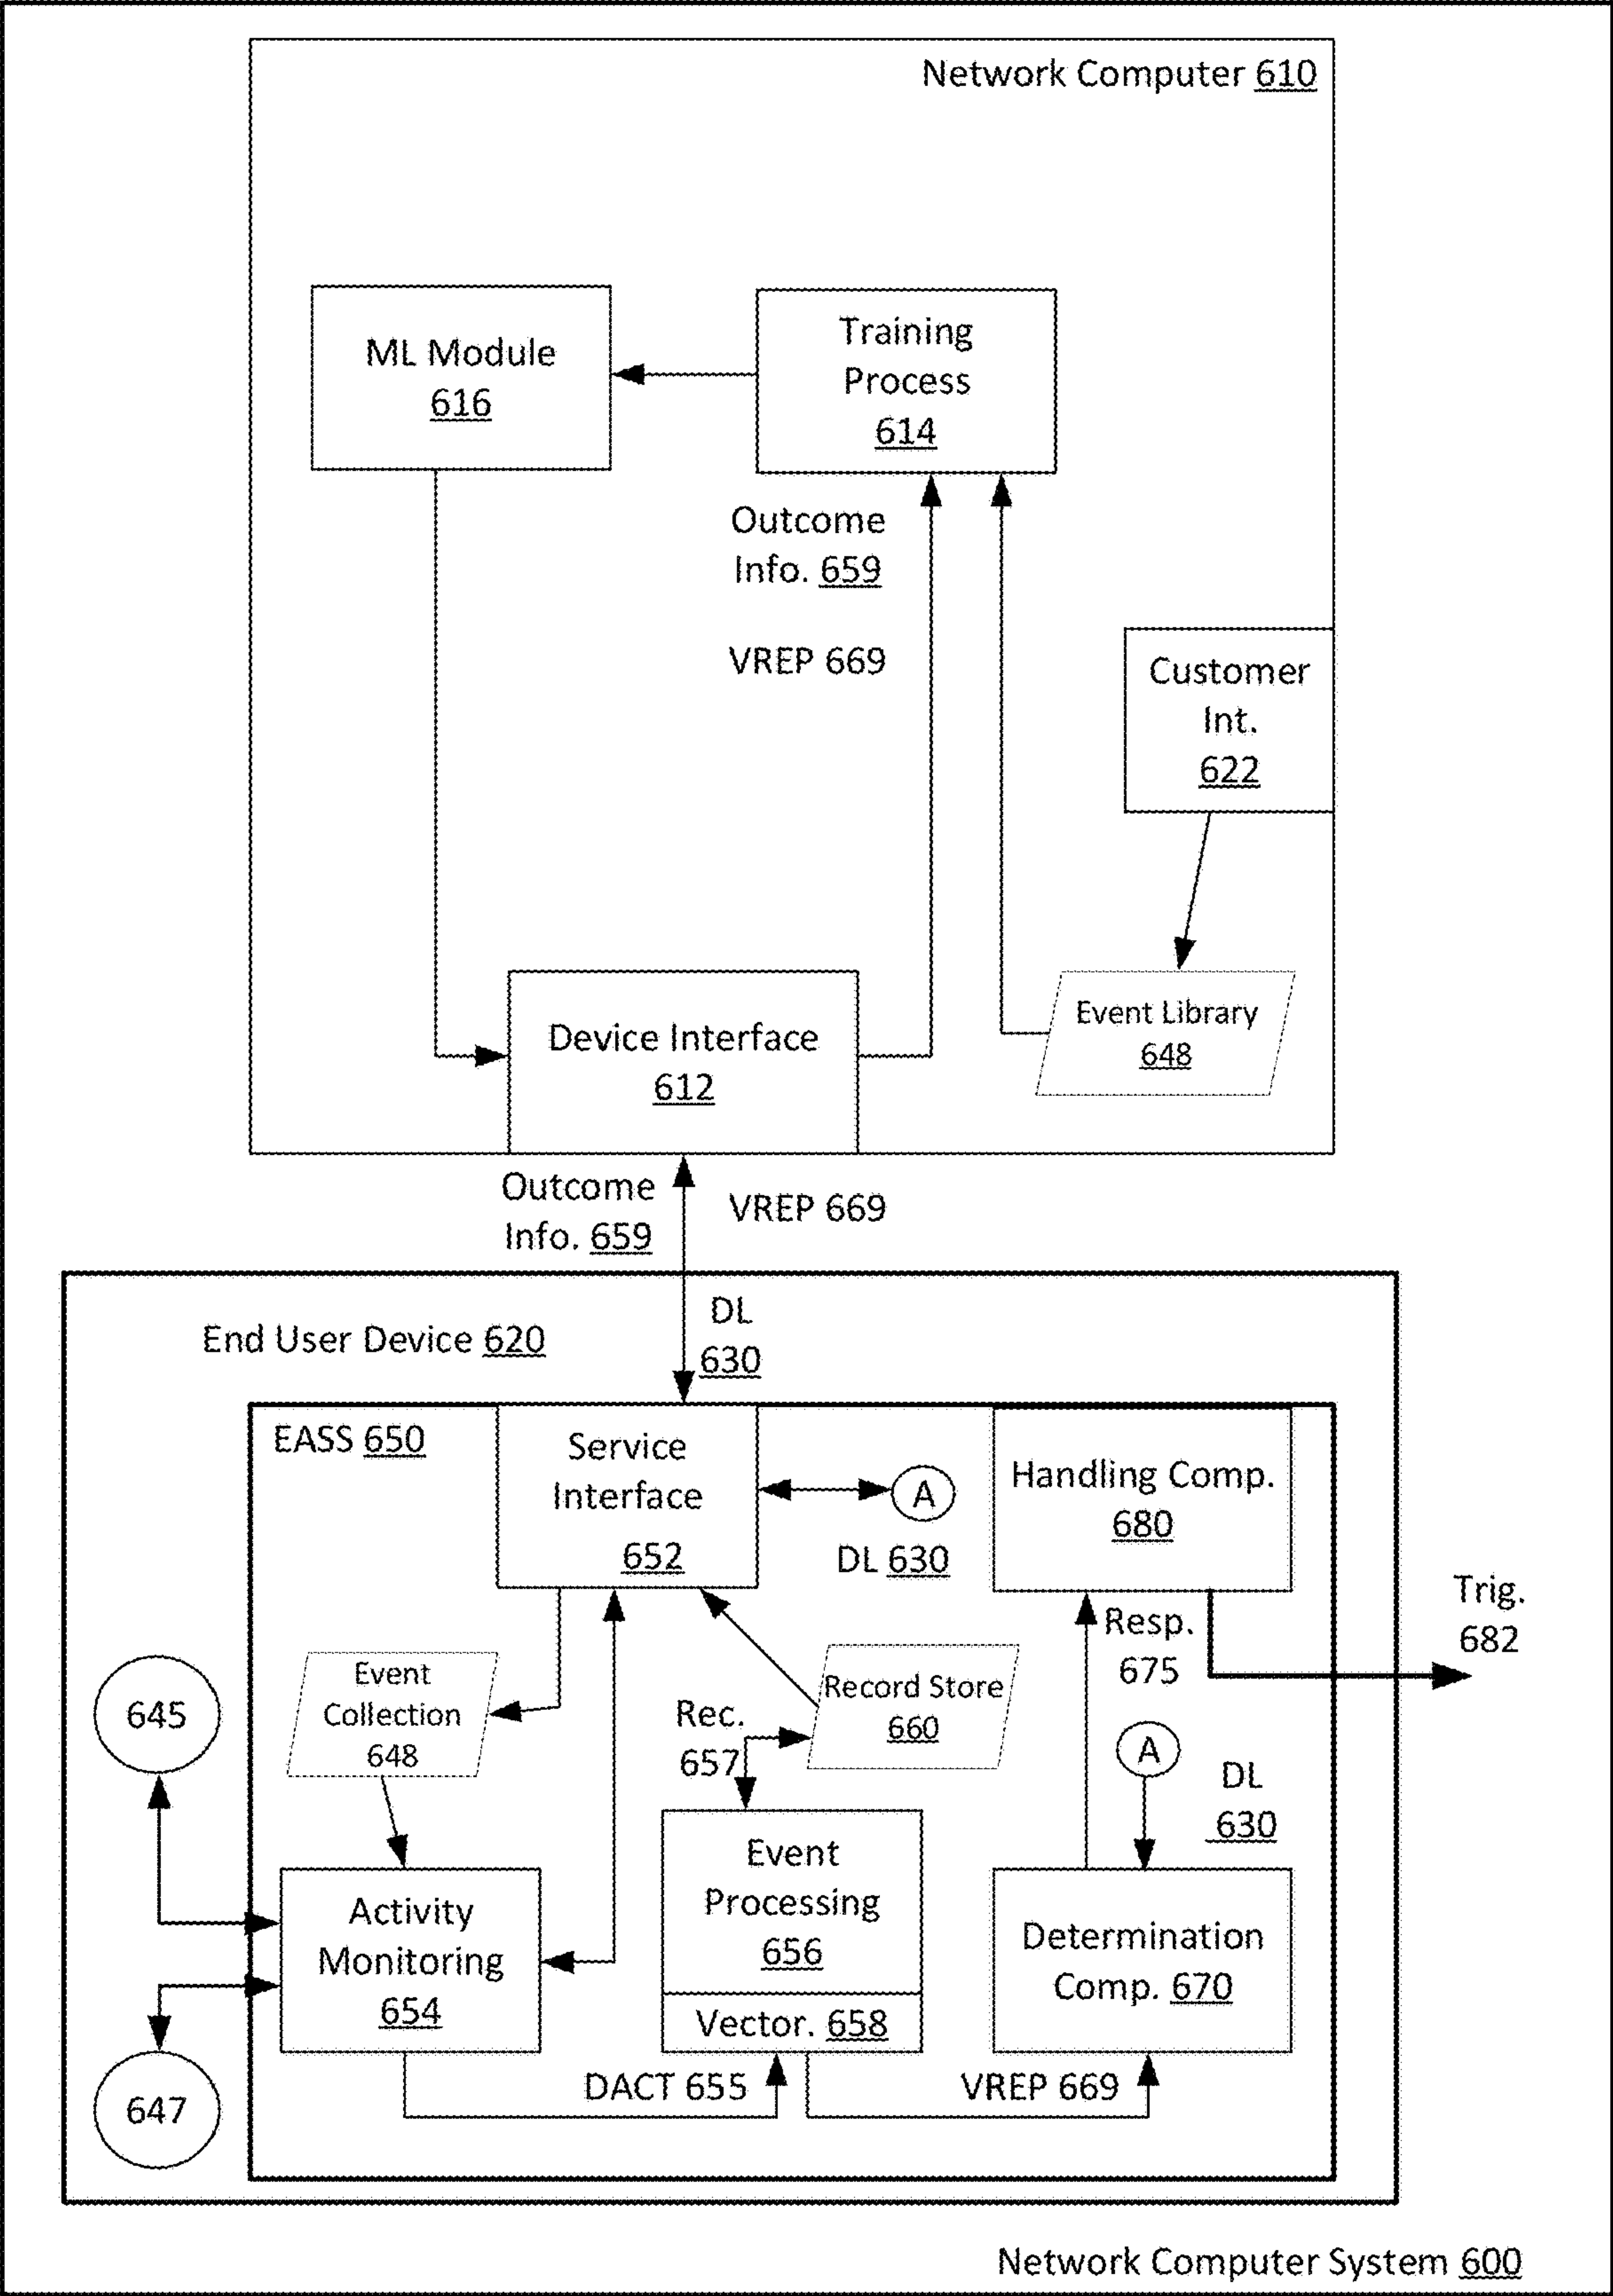 Network Computer 610
ML Module
616
Training
Process
614
Outcome
Info. 659
VREP 669
Customer
Int.
622
Event Library
648
Device Interface
612
Outcome
Info. 659
VREP 669
End User Device 620
DL
630
EASS 650
Service
Interface
652
A
DL 630
Handling Comp.
680
Trig.
682
Resp.
675
Event
Collection
648
Record Store
660
Rec.
657
645
A
DL
630
Activity
Monitoring
654
Event
Processing
656
Vector. 658
Determination
Comp. 670
647
DACT 655
VREP 669
Network Computer System 600